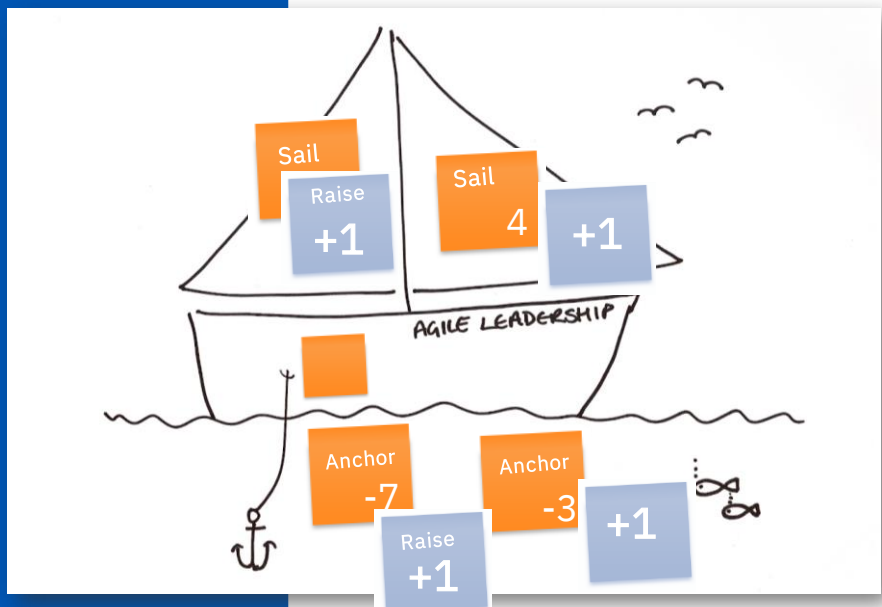 Sail
Raise
+1
Sail
4
+1
AGILE LEADERSHIP
Anchor
-7
Raise
+1
Anchor
-3
+1